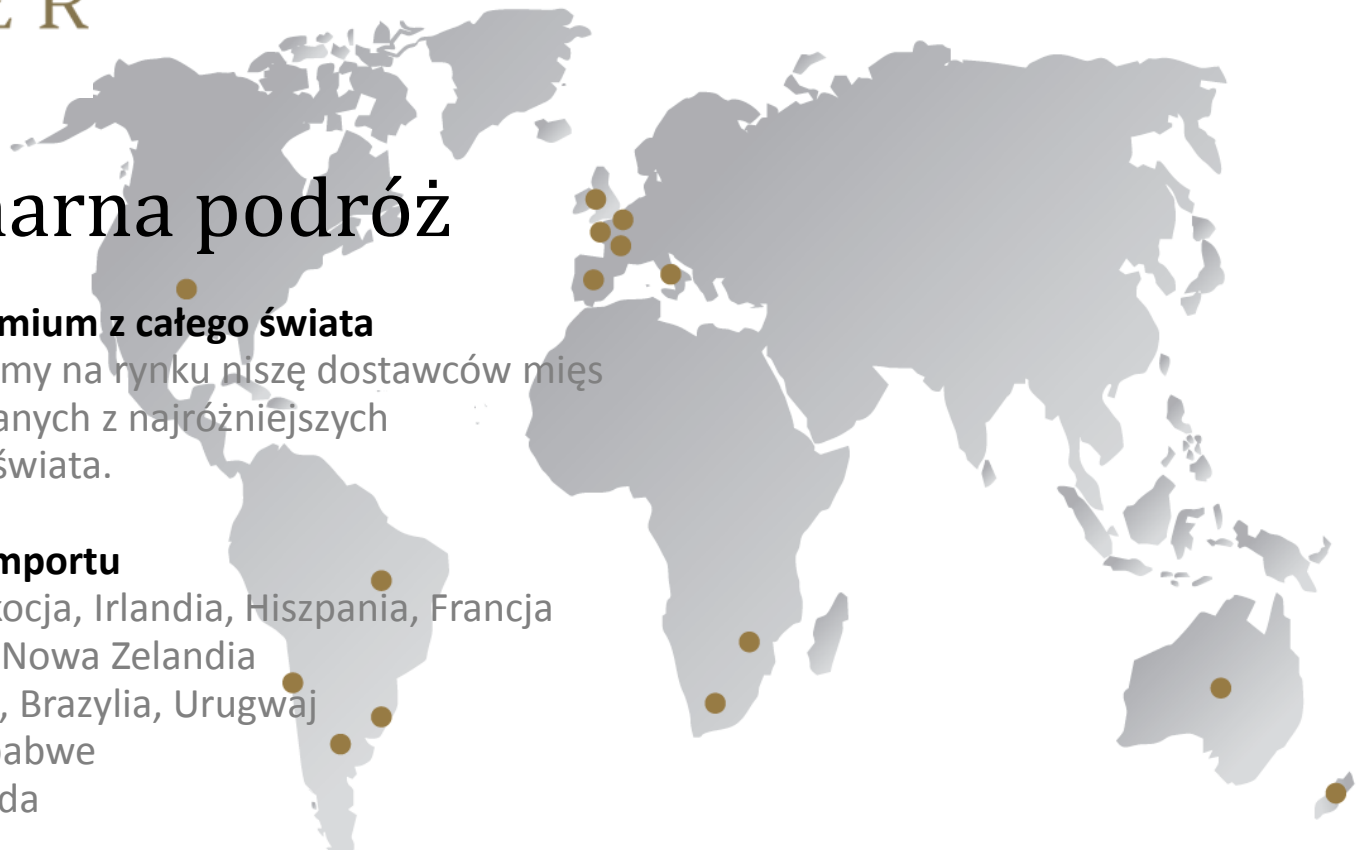 E R
arna podróż
mium z całego świata
my na rynku niszę dostawców mięs
anych z najróżniejszych
świata.
mportu
ocja, Irlandia, Hiszpania, Francja
Nowa Zelandia
, Brazylia, Urugwaj
abwe
da